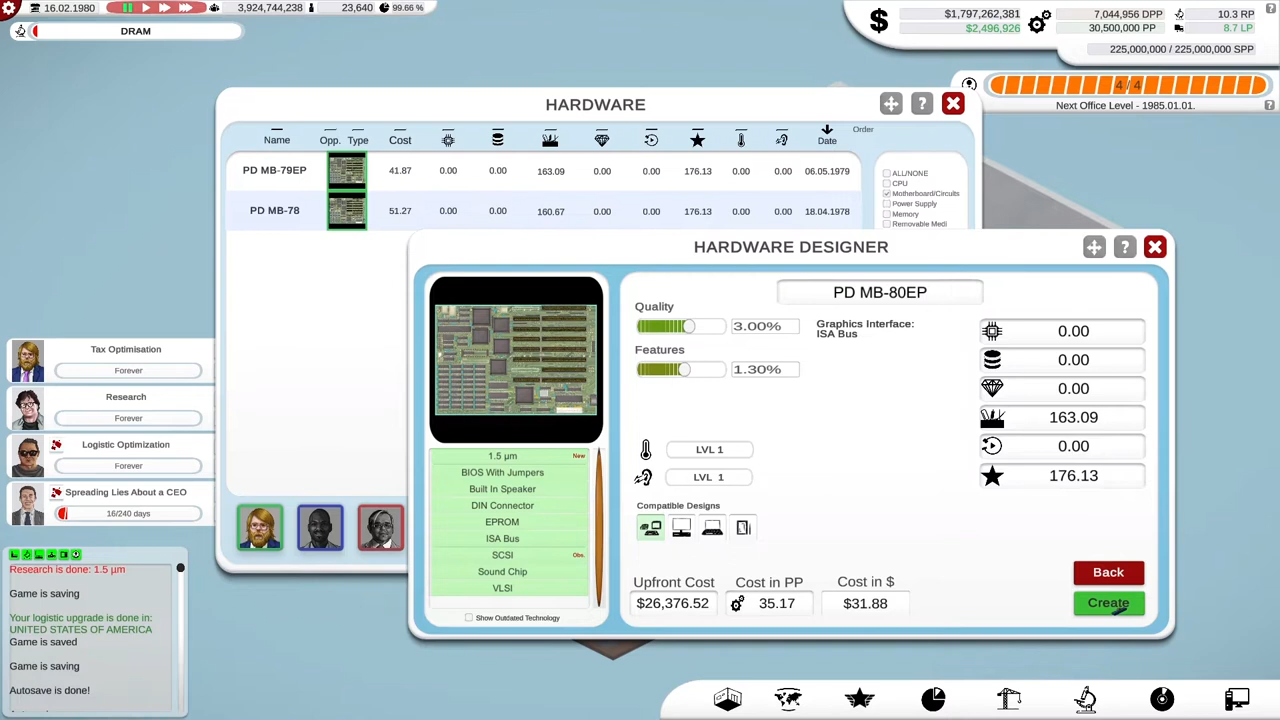 16.02.1980
3,924,744,238
23,640
99.66 %
DRAM
$1,797,262,381
$2,496,926
7,044,956 DPP
30,500,000 PP
10.3 RP
8.7 LP
225,000,000 / 225,000,000 SPP
4 / 4
Next Office Level - 1985.01.01.
HARDWARE
Name Opp. Type Cost Date Order
PD MB-79EP 41.87 0.00 0.00 163.09 0.00 0.00 176.13 0.00 0.00 06.05.1979
PD MB-78 51.27 0.00 0.00 160.67 0.00 0.00 176.13 0.00 0.00 18.04.1978
ALL/NONE
CPU
Motherboard/Circuits
Power Supply
Memory
Removable Medi
HARDWARE DESIGNER
PD MB-80EP
Quality
3.00%
Features
1.30%
Graphics Interface:
ISA Bus
0.00
0.00
0.00
163.09
0.00
176.13
LVL 1
LVL 1
Compatible Designs
1.5 µm New
BIOS With Jumpers
Built In Speaker
DIN Connector
EPROM
ISA Bus
SCSI Obs.
Sound Chip
VLSI
Show Outdated Technology
Upfront Cost Cost in PP Cost in $
$26,376.52 35.17 $31.88
Back
Create
Tax Optimisation
Forever
Research
Forever
Logistic Optimization
Forever
Spreading Lies About a CEO
16/240 days
Research is done: 1.5 µm
Game is saving
Your logistic upgrade is done in:
UNITED STATES OF AMERICA
Game is saved
Game is saving
Autosave is done!